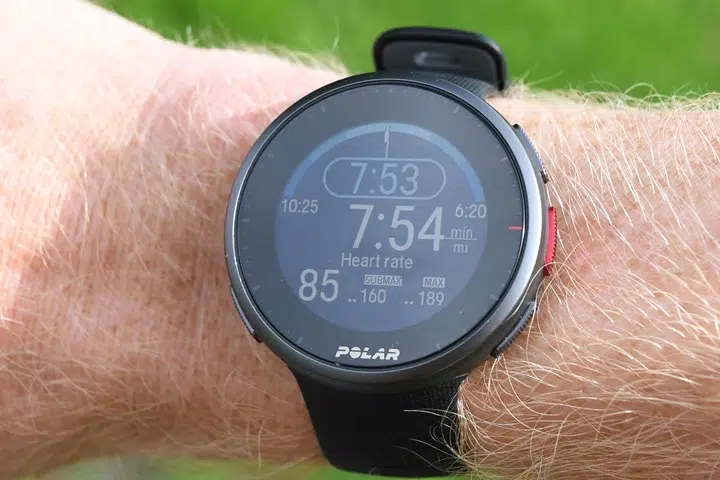 7:53
10:25 7:54 min/mi 6:20
Heart rate
SUBMAX MAX
85 ..160 ..189
POLAR